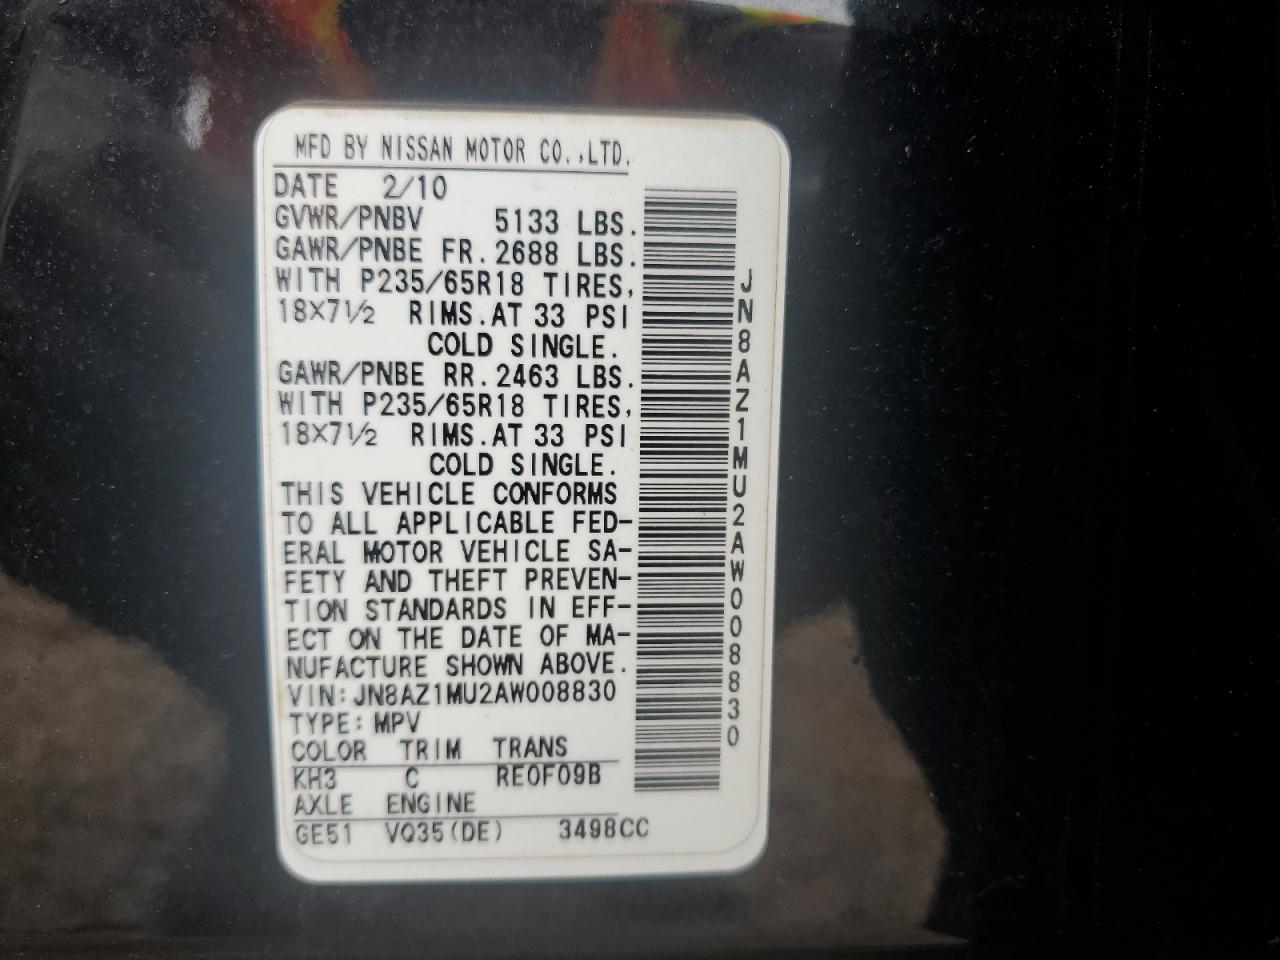 MFD BY NISSAN MOTOR CO.,LTD.
DATE 2/10
GVWR/PNBV 5133 LBS.
GAWR/PNBE FR. 2688 LBS.
WITH P235/65R18 TIRES,
18X7½ RIMS. AT 33 PSI
COLD SINGLE.
GAWR/PNBE RR. 2463 LBS.
WITH P235/65R18 TIRES,
18X7½ RIMS. AT 33 PSI
COLD SINGLE.
THIS VEHICLE CONFORMS
TO ALL APPLICABLE FED-
ERAL MOTOR VEHICLE SA-
FETY AND THEFT PREVEN-
TION STANDARDS IN EFF-
ECT ON THE DATE OF MA-
NUFACTURE SHOWN ABOVE.
VIN: JN8AZ1MU2AW008830
TYPE: MPV
COLOR TRIM TRANS
KH3 C RE0F09B
AXLE ENGINE
GE51 VQ35(DE) 3498CC
JN8AZ1MU2AW008830